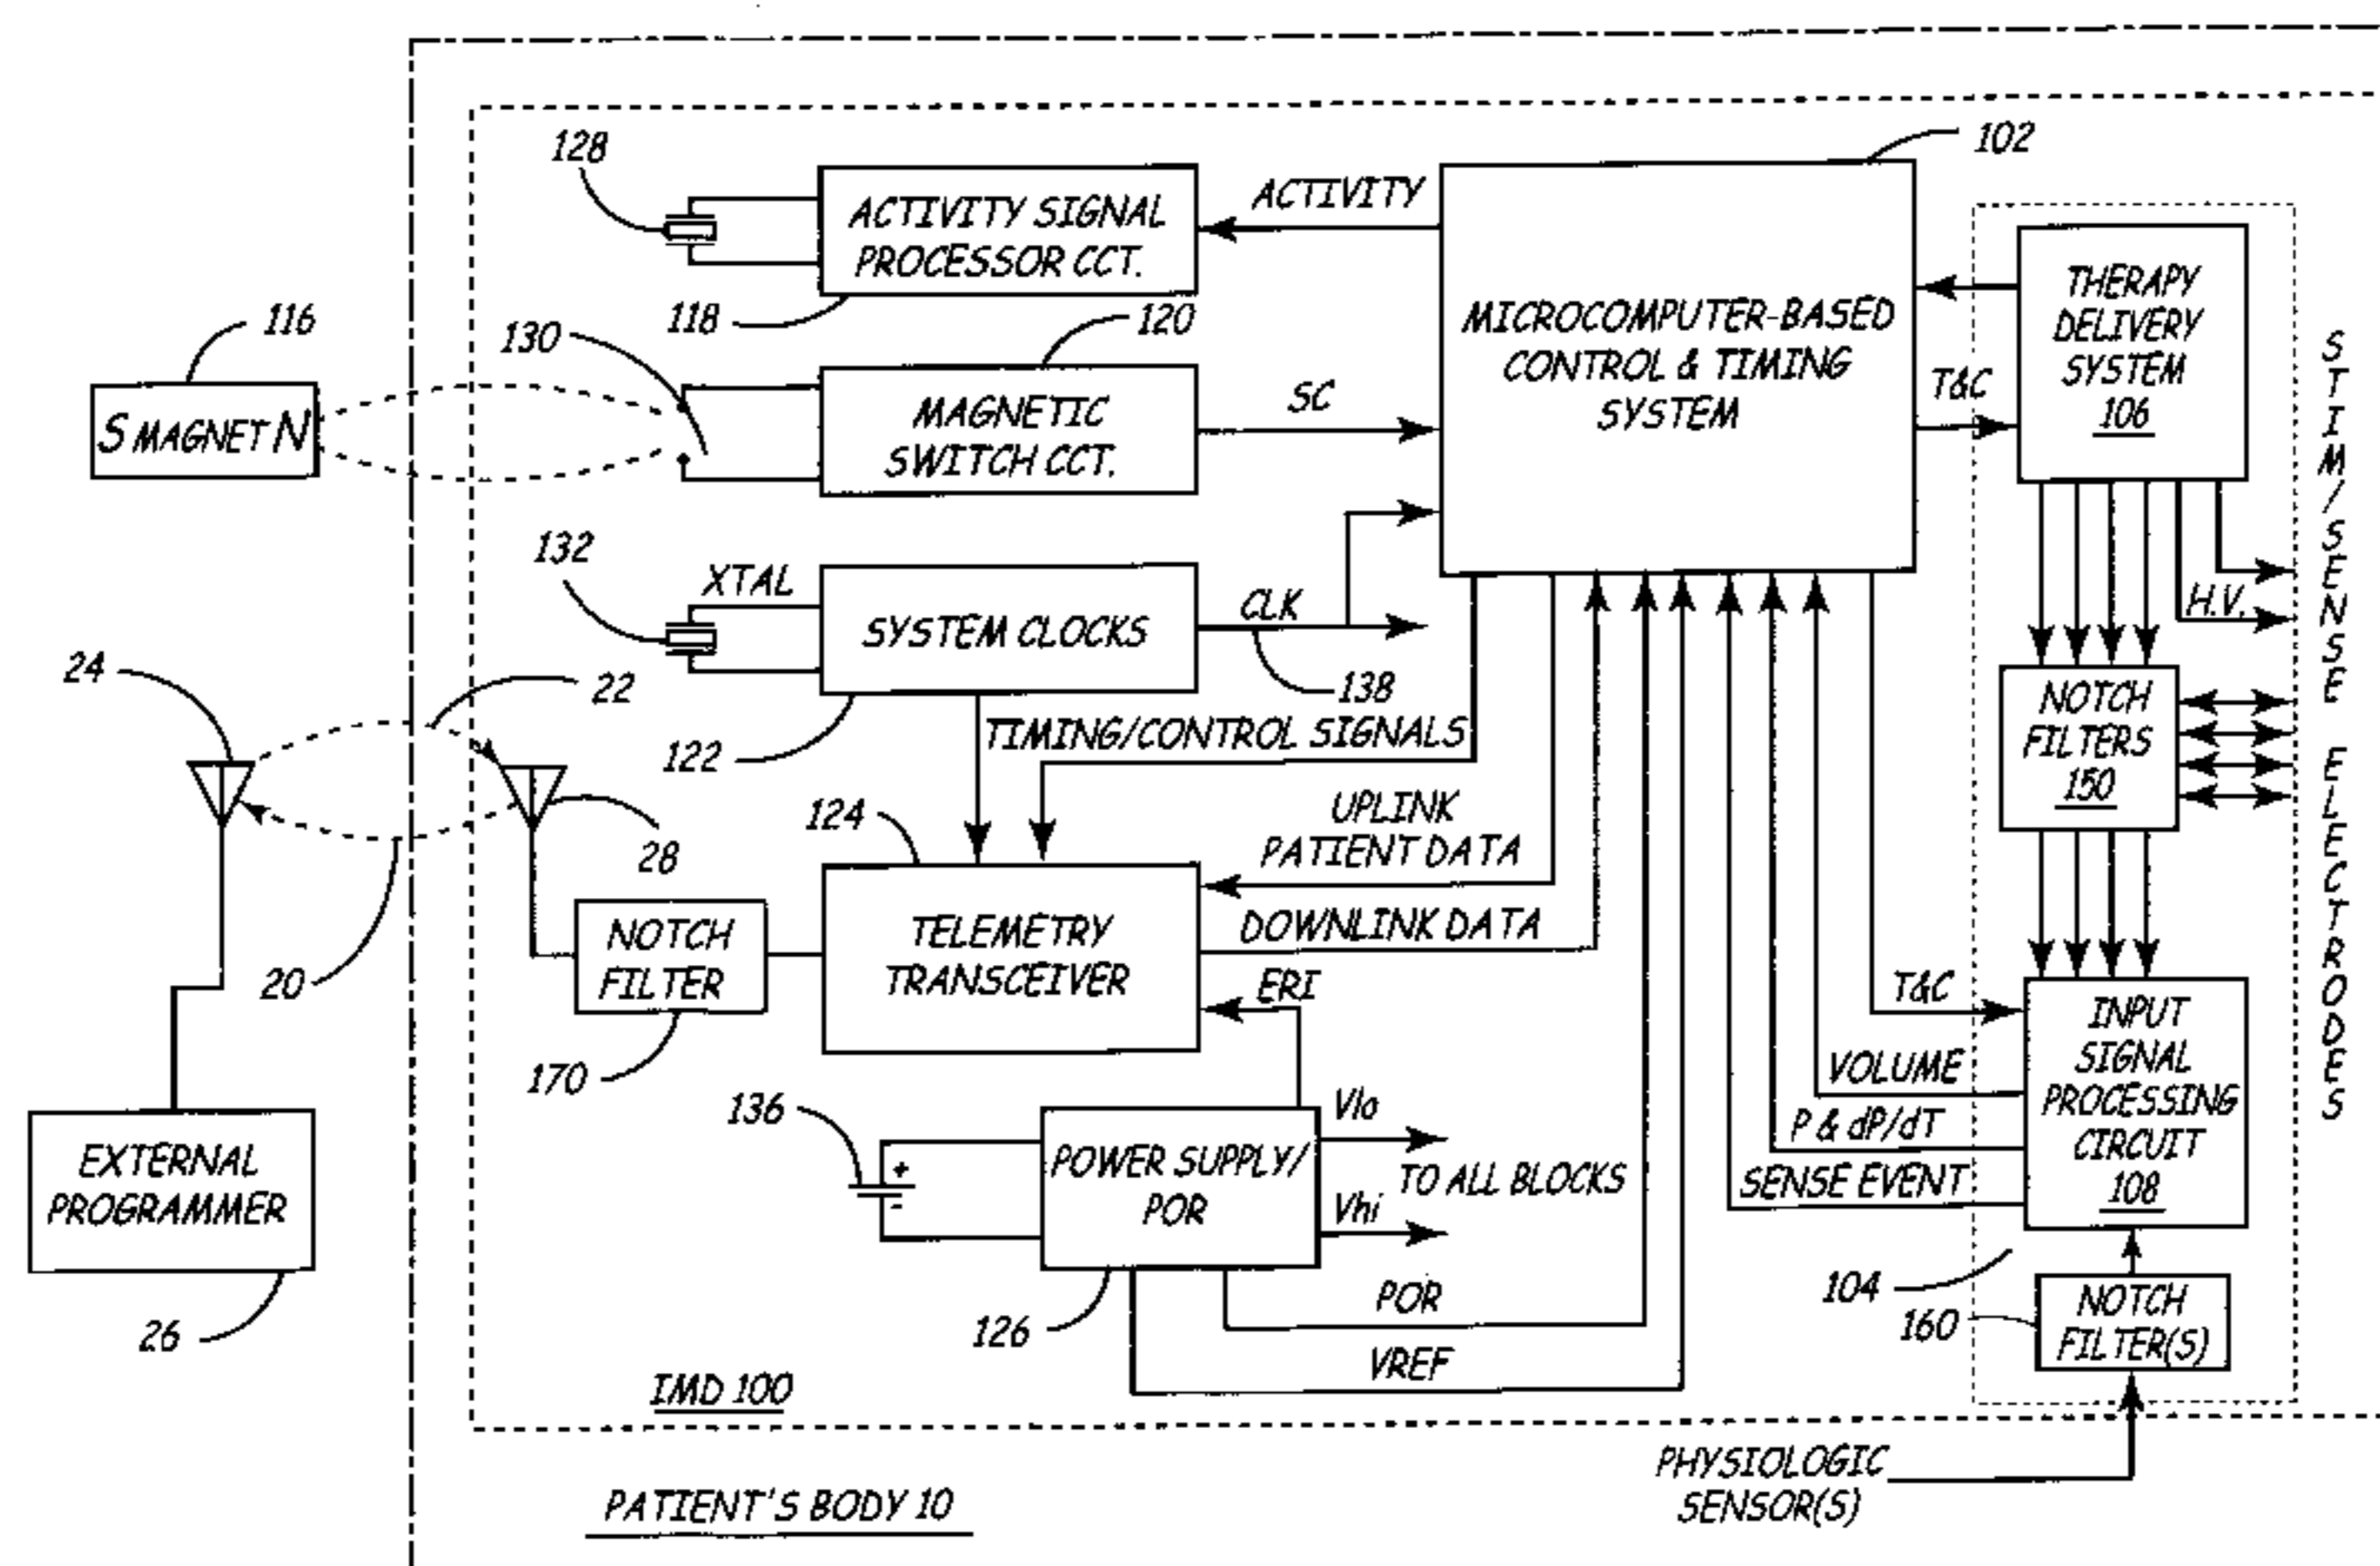 128
ACTIVITY SIGNAL
PROCESSOR CCT.
118
ACTIVITY
102
MICROCOMPUTER-BASED
CONTROL & TIMING
SYSTEM
THERAPY
DELIVERY
SYSTEM
106
T&C
116
S MAGNET N
130
120
MAGNETIC
SWITCH CCT.
SC
132
XTAL
SYSTEM CLOCKS
122
CLK
138
H.V.
STIM/SENSE ELECTRODES
24
22
28
20
TIMING/CONTROL SIGNALS
NOTCH
FILTERS
150
124
TELEMETRY
TRANSCEIVER
UPLINK
PATIENT DATA
DOWNLINK DATA
ERI
NOTCH
FILTER
170
T&C
VOLUME
P & dP/dT
SENSE EVENT
INPUT
SIGNAL
PROCESSING
CIRCUIT
108
EXTERNAL
PROGRAMMER
26
136
+
-
POWER SUPPLY/
POR
126
Vlo
TO ALL BLOCKS
Vhi
POR
VREF
104
160
NOTCH
FILTER(S)
IMD 100
PHYSIOLOGIC
SENSOR(S)
PATIENT'S BODY 10